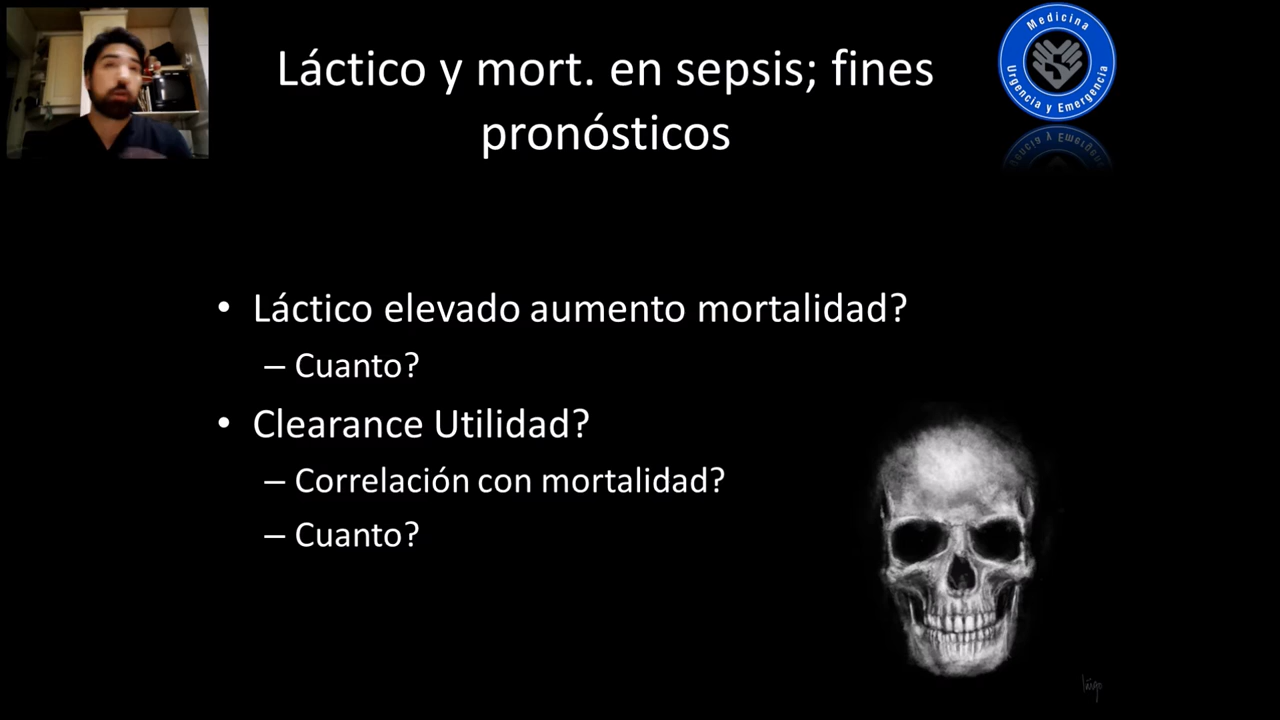 Láctico y mort. en sepsis; fines
pronósticos
Medicina
Urgencia y Emergencia
• Láctico elevado aumento mortalidad?
– Cuanto?
• Clearance Utilidad?
– Correlación con mortalidad?
– Cuanto?